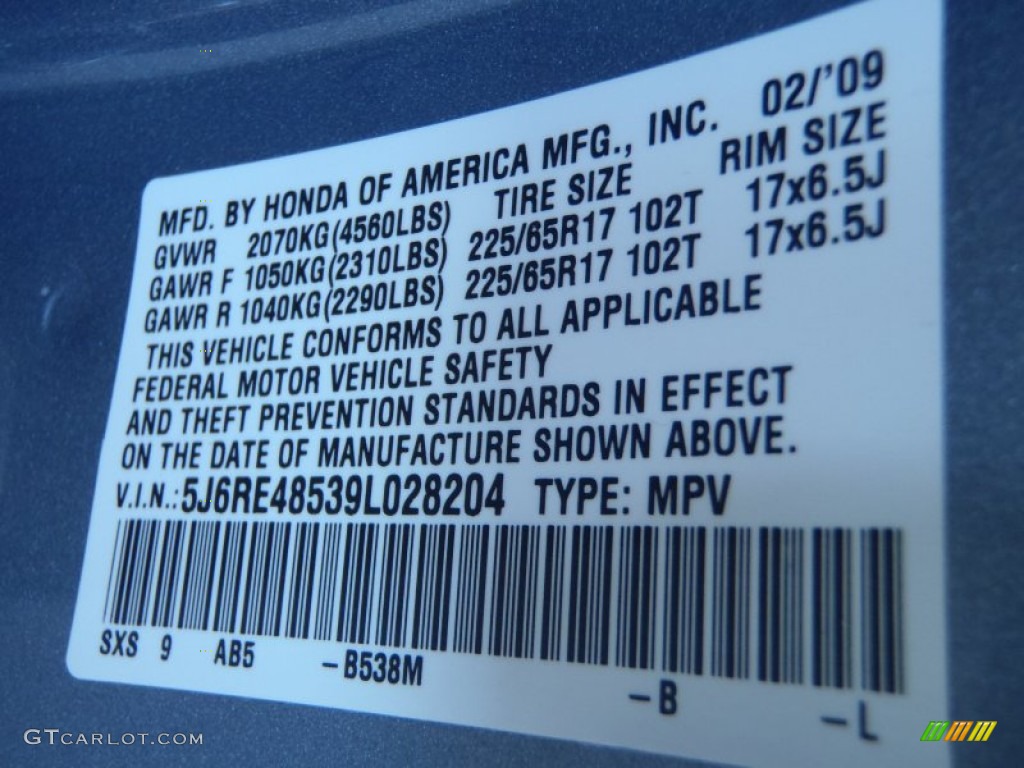 MFD. BY HONDA OF AMERICA MFG., INC. 02/'09
GVWR 2070KG(4560LBS) TIRE SIZE RIM SIZE
GAWR F 1050KG(2310LBS) 225/65R17 102T 17x6.5J
GAWR R 1040KG(2290LBS) 225/65R17 102T 17x6.5J
THIS VEHICLE CONFORMS TO ALL APPLICABLE
FEDERAL MOTOR VEHICLE SAFETY
AND THEFT PREVENTION STANDARDS IN EFFECT
ON THE DATE OF MANUFACTURE SHOWN ABOVE.
V.I.N.: 5J6RE48539L028204 TYPE: MPV
SXS 9 AB5 -B538M -B -L
GTCARLOT.COM